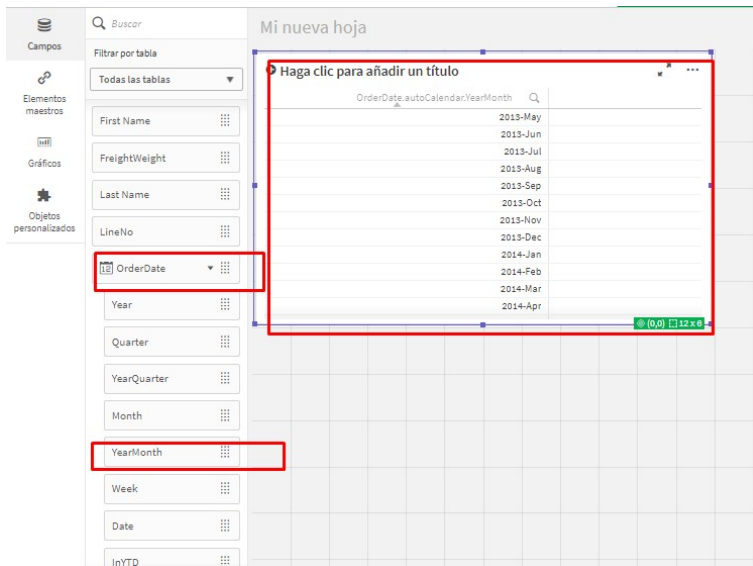 Campos
Elementos
maestros
Gráficos
Objetos
personalizados
Buscar
Filtrar por tabla
Todas las tablas
First Name
FreightWeight
Last Name
LineNo
12 OrderDate
Year
Quarter
YearQuarter
Month
YearMonth
Week
Date
InYTD
Mi nueva hoja
Haga clic para añadir un título
OrderDate.autoCalendar.YearMonth
2013-May
2013-Jun
2013-Jul
2013-Aug
2013-Sep
2013-Oct
2013-Nov
2013-Dec
2014-Jan
2014-Feb
2014-Mar
2014-Apr
(0,0) 12 x 6